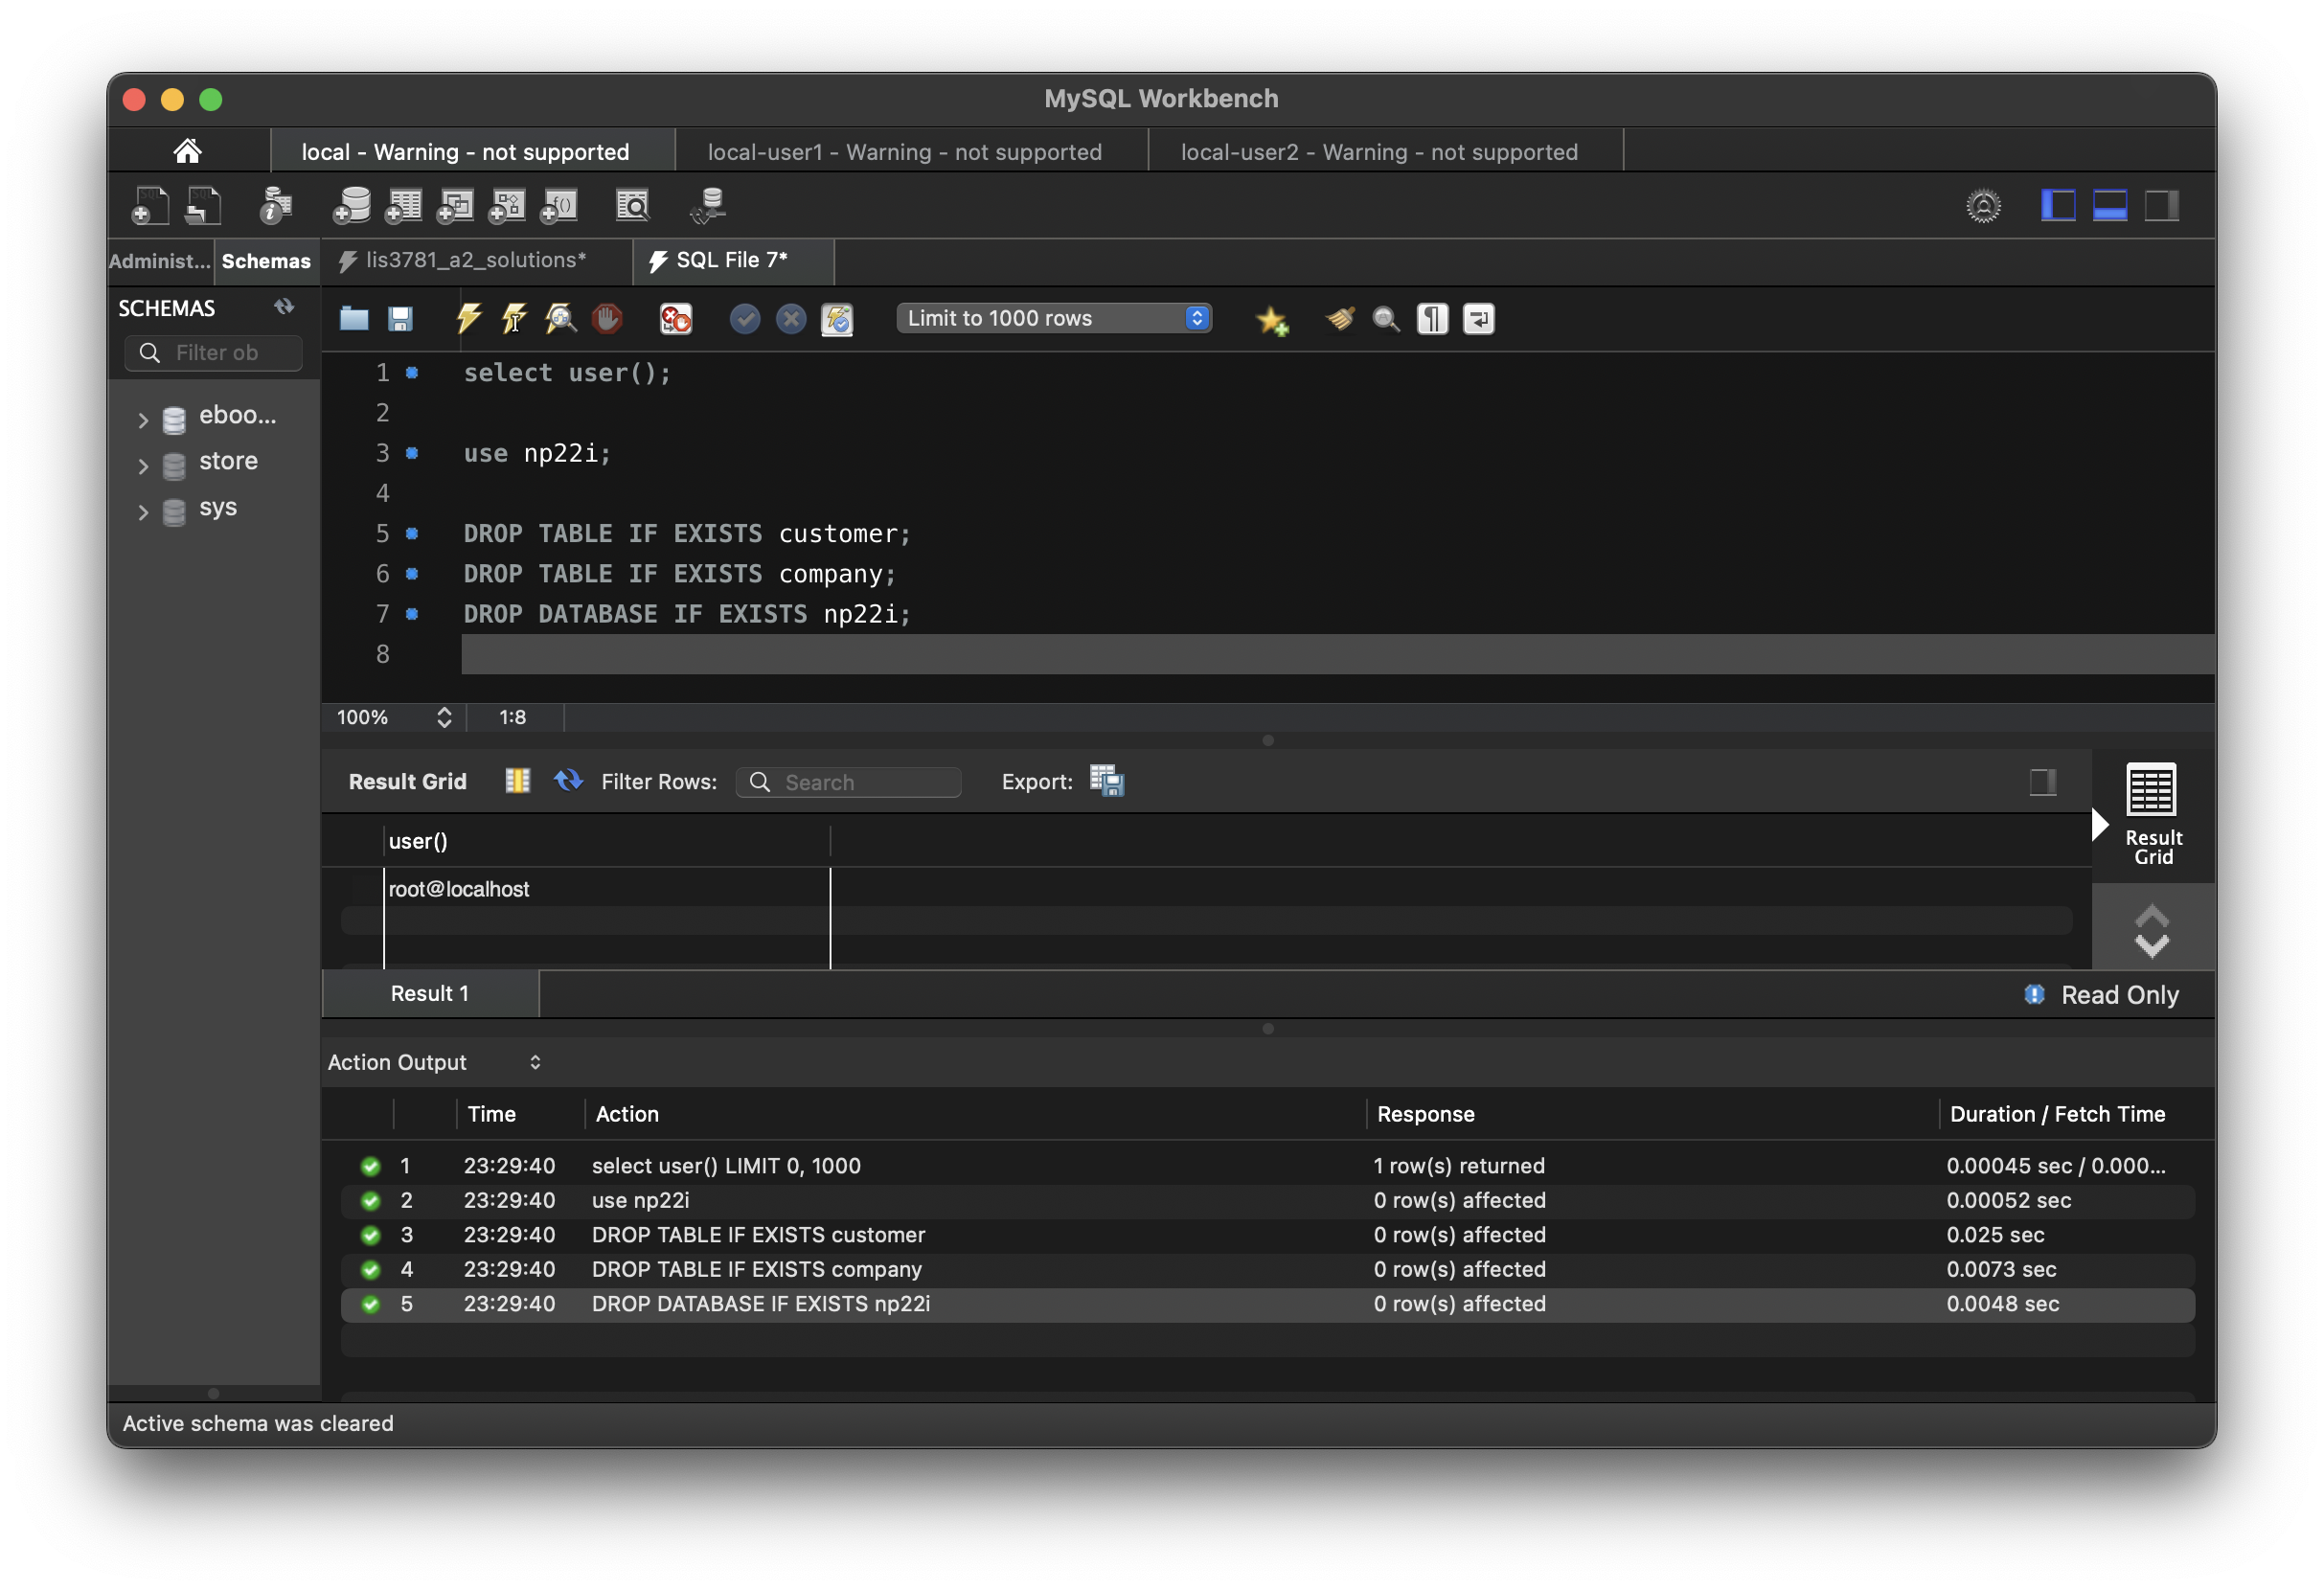 MySQL Workbench
local - Warning - not supported
local-user1 - Warning - not supported
local-user2 - Warning - not supported
Administ...
Schemas
lis3781_a2_solutions*
SQL File 7*
SCHEMAS
Filter ob
eboo...
store
sys
Limit to 1000 rows
1 select user();
2
3 use np22i;
4
5 DROP TABLE IF EXISTS customer;
6 DROP TABLE IF EXISTS company;
7 DROP DATABASE IF EXISTS np22i;
8
100% 1:8
Result Grid Filter Rows: Search Export:
user()
root@localhost
Result
Grid
Result 1
Read Only
Action Output
Time Action Response Duration / Fetch Time
1 23:29:40 select user() LIMIT 0, 1000 1 row(s) returned 0.00045 sec / 0.000...
2 23:29:40 use np22i 0 row(s) affected 0.00052 sec
3 23:29:40 DROP TABLE IF EXISTS customer 0 row(s) affected 0.025 sec
4 23:29:40 DROP TABLE IF EXISTS company 0 row(s) affected 0.0073 sec
5 23:29:40 DROP DATABASE IF EXISTS np22i 0 row(s) affected 0.0048 sec
Active schema was cleared